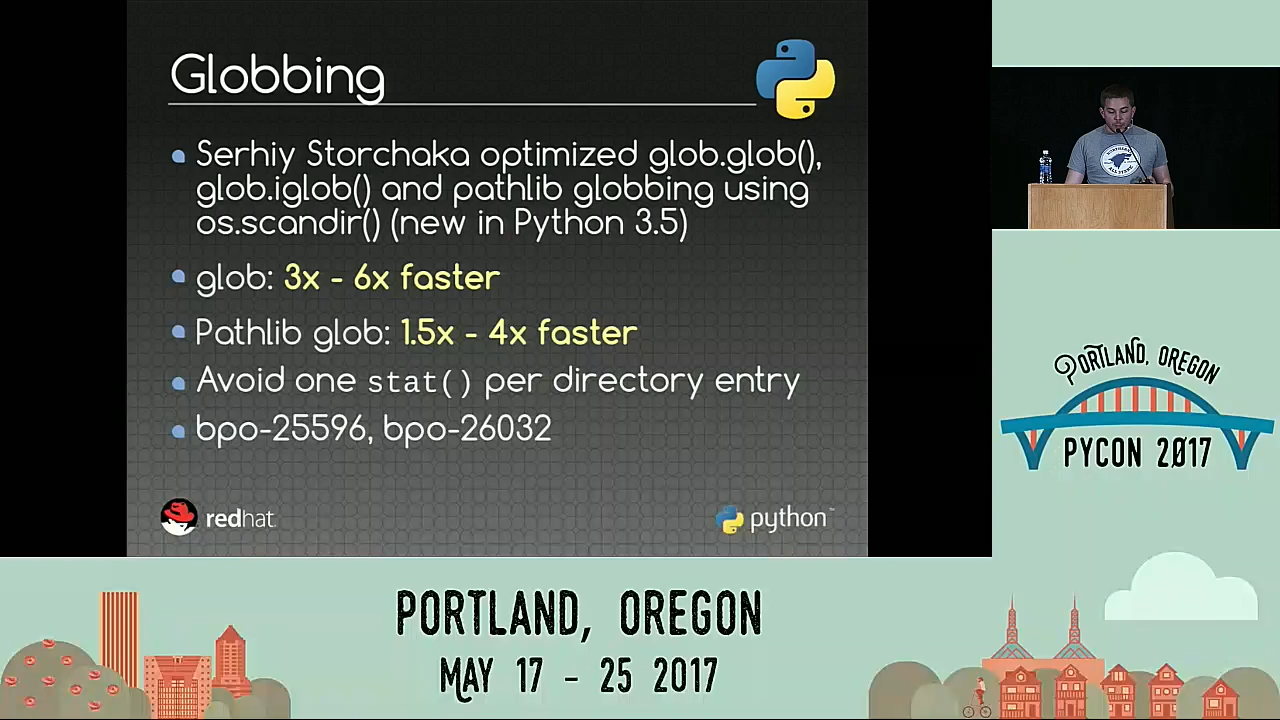 Globbing
Serhiy Storchaka optimized glob.glob(),
glob.iglob() and pathlib globbing using
os.scandir() (new in Python 3.5)
glob: 3x - 6x faster
Pathlib glob: 1.5x - 4x faster
Avoid one stat() per directory entry
bpo-25596, bpo-26032
redhat.
python™
PORTLAND, OREGON
PYCON 2017
PORTLAND, OREGON
MAY 17 - 25 2017